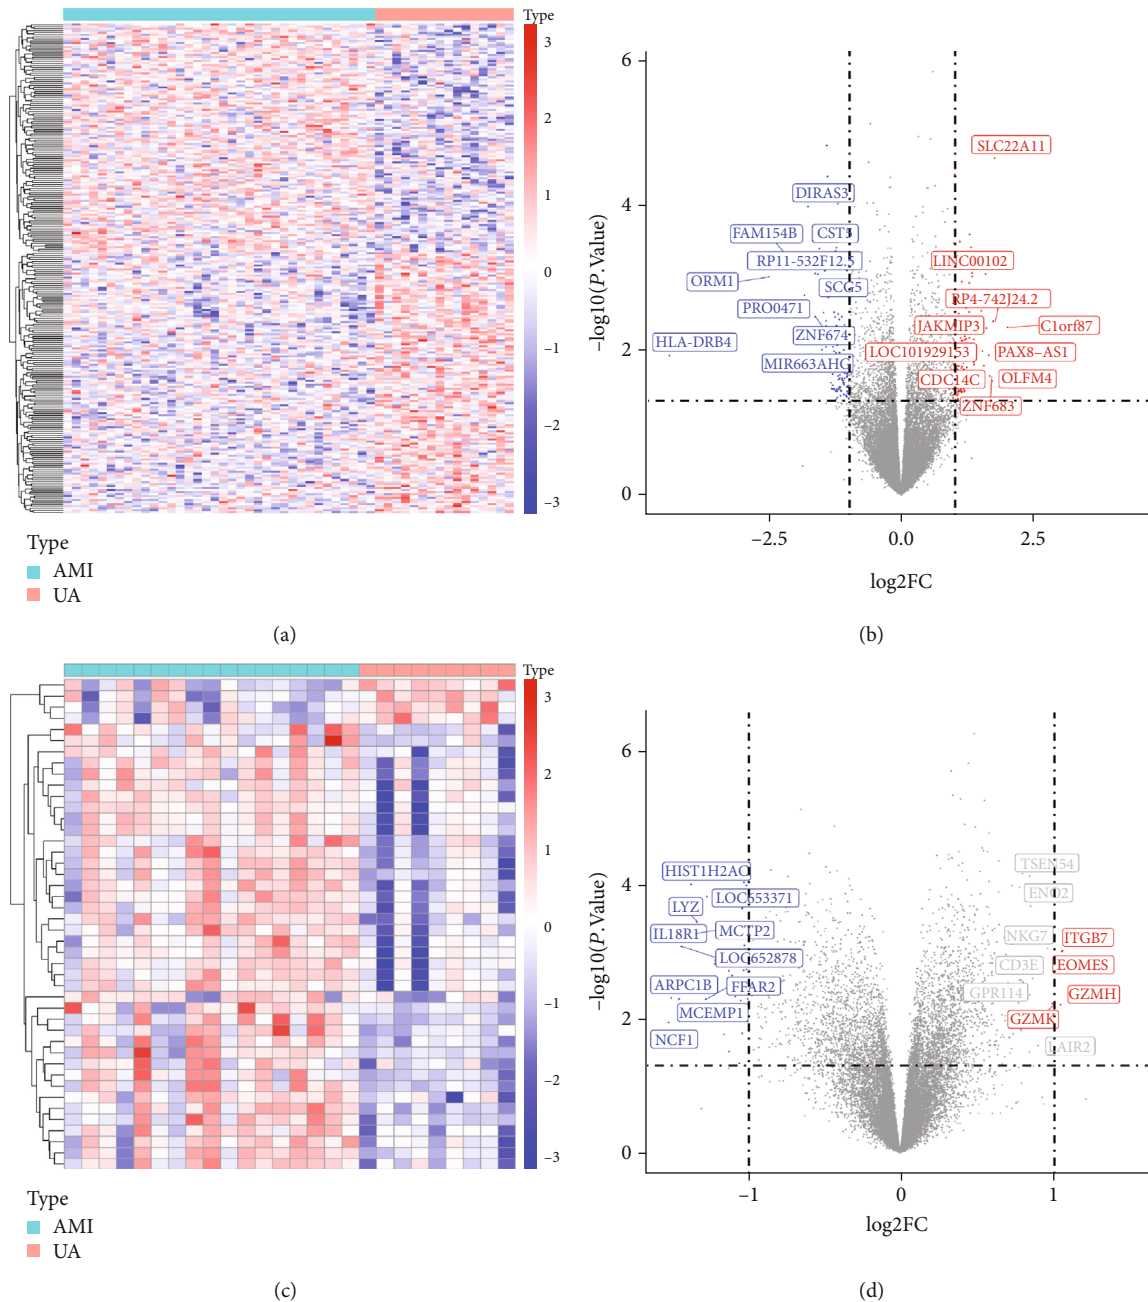 Type
3
2
1
0
−1
−2
−3
Type
AMI
UA
(a)
6
4
2
0
−log10(P.Value)
SLC22A11
DIRAS3
FAM154B
CST5
RP11-532F12.5
LINC00102
ORM1
SCG5
RP4-742J24.2
PRO0471
JAKMIP3
C1orf87
ZNF674
HLA-DRB4
LOC101929153
PAX8−AS1
MIR663AHG
CDC14C
OLFM4
ZNF683
−2.5
0.0
2.5
log2FC
(b)
Type
3
2
1
0
−1
−2
−3
Type
AMI
UA
(c)
6
4
2
0
−log10(P.Value)
TSEN54
HIST1H2AC
ENO2
LOC653371
LYZ
IL18R1
MCTP2
NKG7
ITGB7
LOC652878
CD3E
EOMES
ARPC1B
FFAR2
GPR114
GZMH
MCEMP1
GZMK
NCF1
LAIR2
−1
0
1
log2FC
(d)